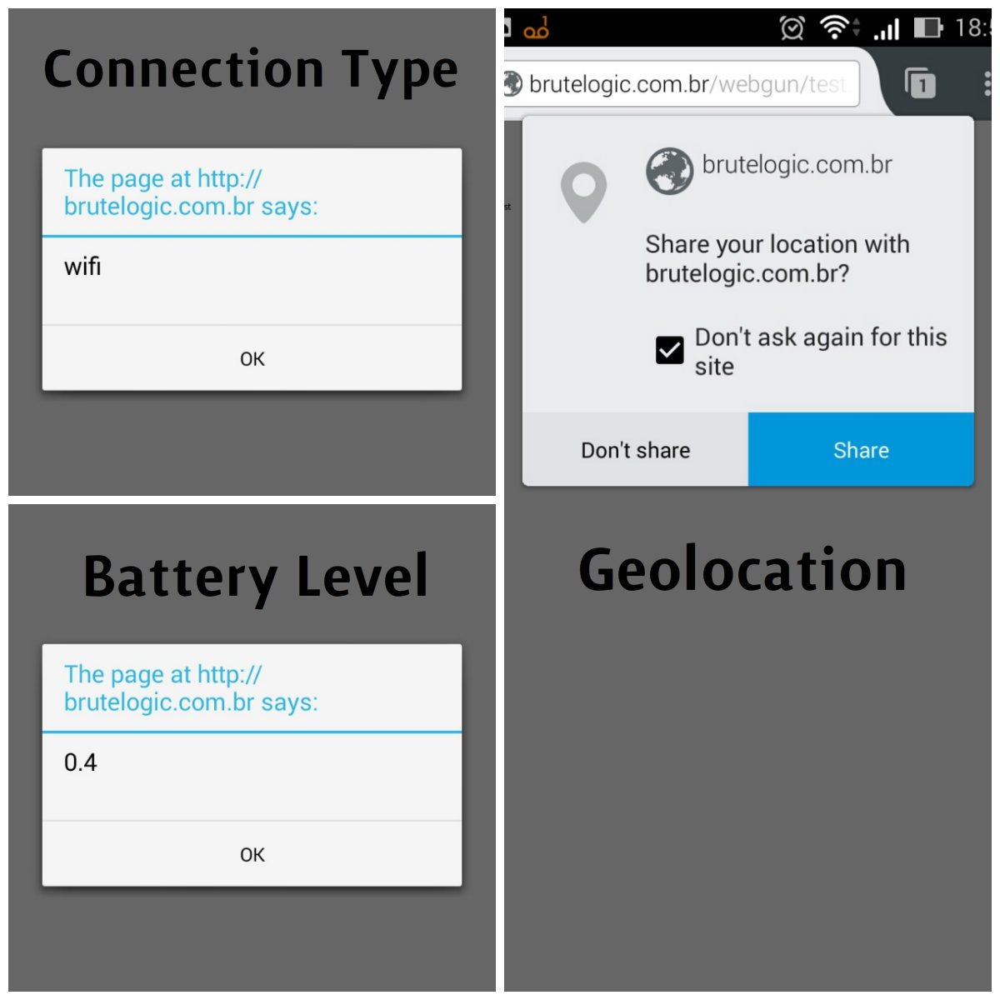 Connection Type
The page at http://
brutelogic.com.br says:
wifi
OK
Battery Level
The page at http://
brutelogic.com.br says:
0.4
OK
1
brutelogic.com.br/webgun/test.
1
brutelogic.com.br
st
Share your location with
brutelogic.com.br?
Don't ask again for this
site
Don't share
Share
Geolocation